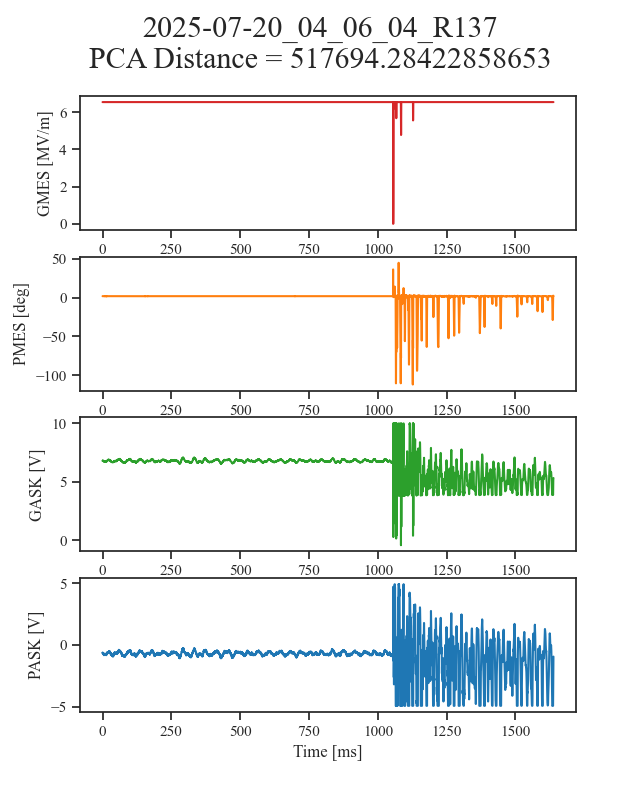 2025-07-20_04_06_04_R137
PCA Distance = 517694.28422858653
GMES [MV/m]
6
4
2
0
0 250 500 750 1000 1250 1500
PMES [deg]
50
0
−50
−100
0 250 500 750 1000 1250 1500
GASK [V]
10
5
0
0 250 500 750 1000 1250 1500
PASK [V]
5
0
−5
0 250 500 750 1000 1250 1500
Time [ms]